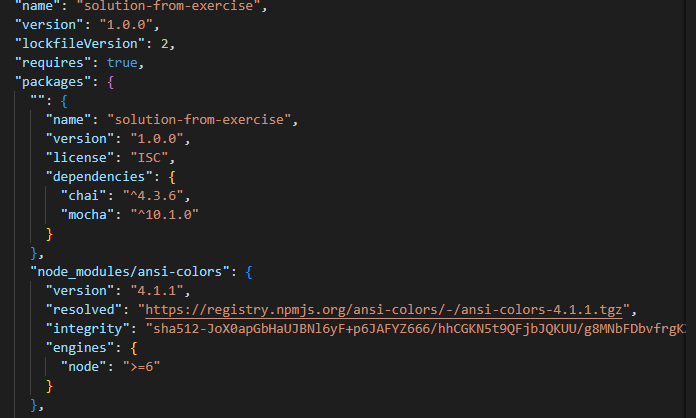 "name": "solution-from-exercise",
"version": "1.0.0",
"lockfileVersion": 2,
"requires": true,
"packages": {
"": {
"name": "solution-from-exercise",
"version": "1.0.0",
"license": "ISC",
"dependencies": {
"chai": "^4.3.6",
"mocha": "^10.1.0"
}
},
"node_modules/ansi-colors": {
"version": "4.1.1",
"resolved": "https://registry.npmjs.org/ansi-colors/-/ansi-colors-4.1.1.tgz",
"integrity": "sha512-JoX0apGbHaUJBNl6yF+p6JAFYZ666/hhCGKN5t9QFjbJQKUU/g8MNbFDbvfrgK
"engines": {
"node": ">=6"
}
},